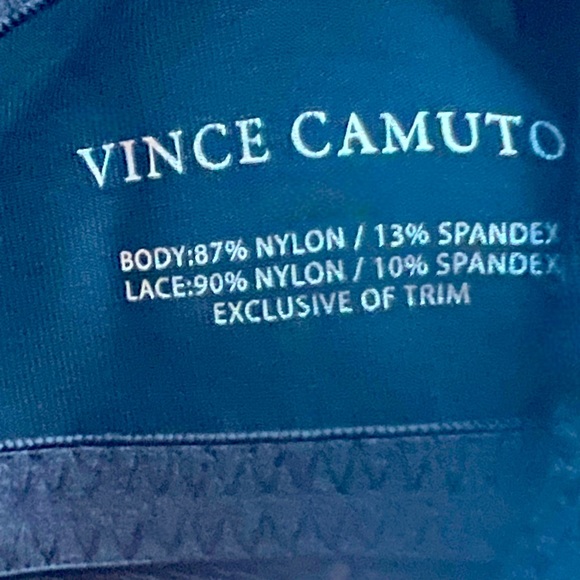 VINCE CAMUTO
BODY:87% NYLON / 13% SPANDEX
LACE:90% NYLON / 10% SPANDEX
EXCLUSIVE OF TRIM